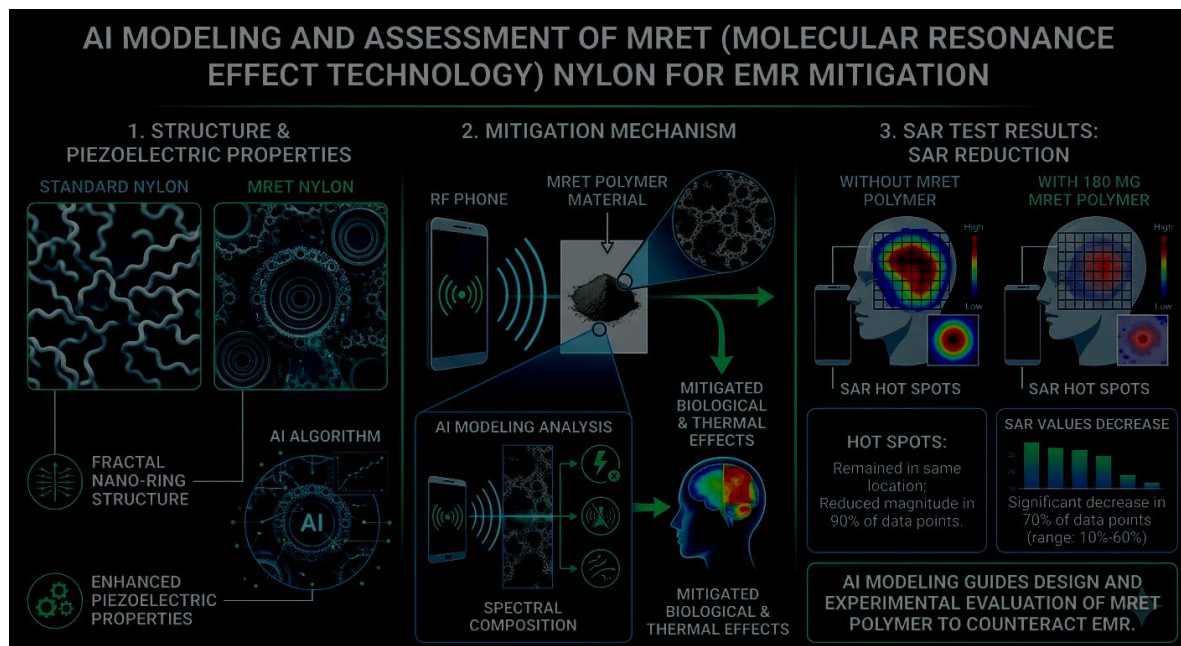 AI MODELING AND ASSESSMENT OF MRET (MOLECULAR RESONANCE
EFFECT TECHNOLOGY) NYLON FOR EMR MITIGATION
1. STRUCTURE &
PIEZOELECTRIC PROPERTIES
STANDARD NYLON
MRET NYLON
FRACTAL
NANO-RING
STRUCTURE
AI ALGORITHM
AI
ENHANCED
PIEZOELECTRIC
PROPERTIES
2. MITIGATION MECHANISM
RF PHONE
MRET POLYMER
MATERIAL
MITIGATED
BIOLOGICAL
& THERMAL
EFFECTS
AI MODELING ANALYSIS
SPECTRAL
COMPOSITION
MITIGATED
BIOLOGICAL &
THERMAL EFFECTS
3. SAR TEST RESULTS:
SAR REDUCTION
WITHOUT MRET
POLYMER
High
Low
SAR HOT SPOTS
WITH 180 MG
MRET POLYMER
High
Low
SAR HOT SPOTS
HOT SPOTS:
Remained in same
location;
Reduced magnitude in
90% of data points.
SAR VALUES DECREASE
Significant decrease in
70% of data points
(range: 10%-60%)
AI MODELING GUIDES DESIGN AND
EXPERIMENTAL EVALUATION OF MRET
POLYMER TO COUNTERACT EMR.